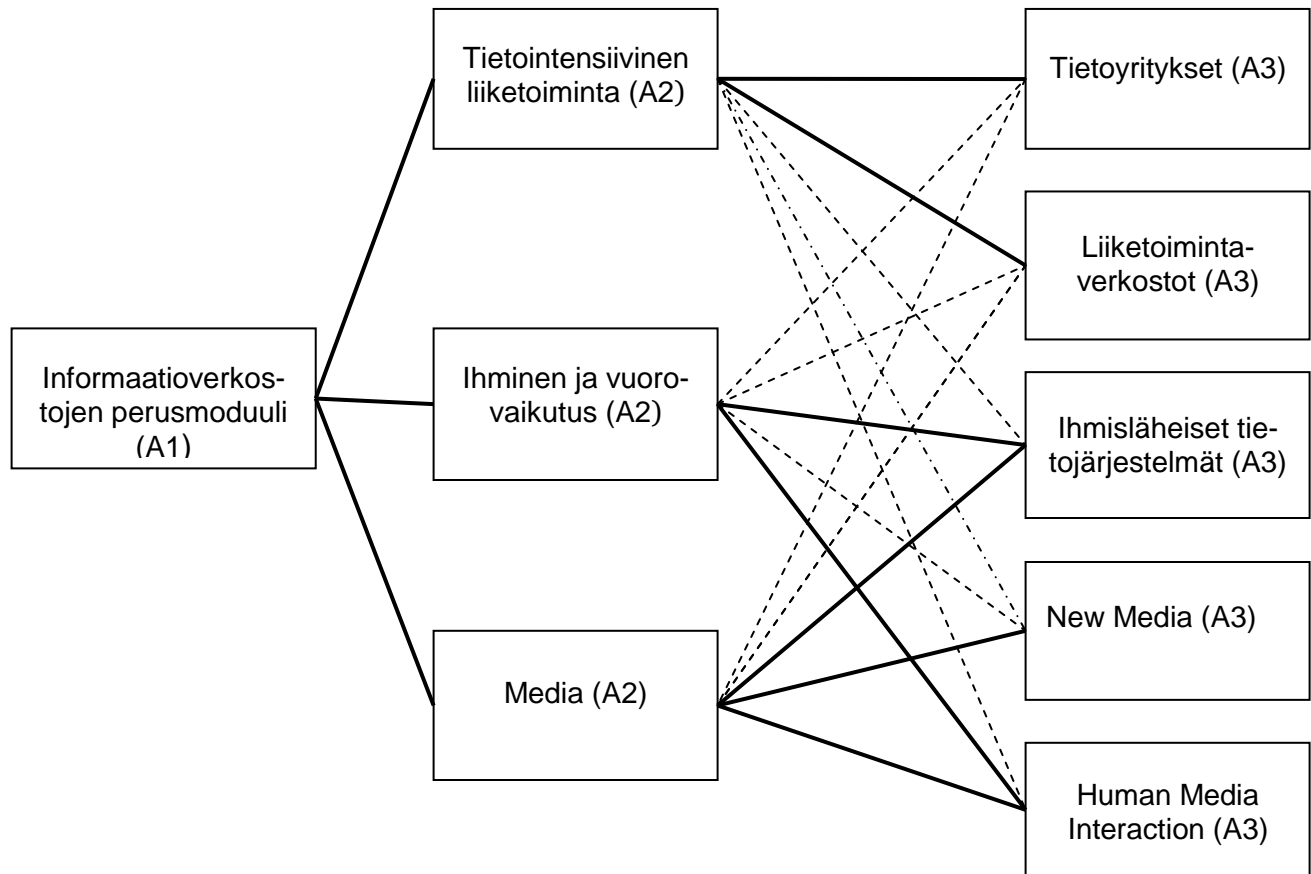 Informaatioverkos-
tojen perusmoduuli
(A1)
Tietointensiivinen
liiketoiminta (A2)
Ihminen ja vuoro-
vaikutus (A2)
Media (A2)
Tietoyritykset (A3)
Liiketoiminta-
verkostot (A3)
Ihmisläheiset tie-
tojärjestelmät (A3)
New Media (A3)
Human Media
Interaction (A3)